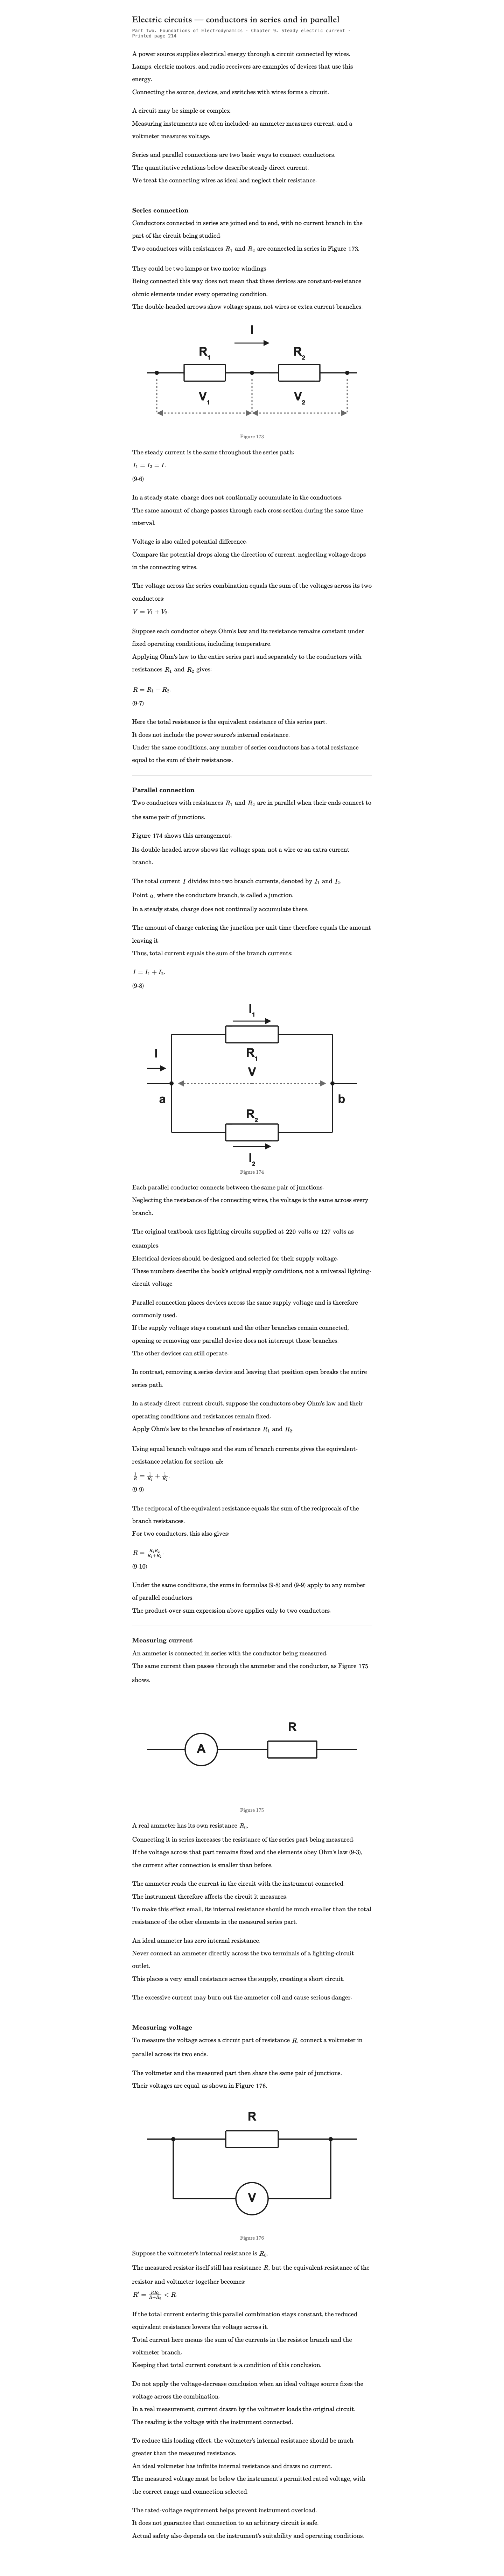 Electric circuits — conductors in series and in parallel
Part Two, Foundations of Electrodynamics · Chapter 9. Steady electric current ·
Printed page 214
A power source supplies electrical energy through a circuit connected by wires.
Lamps, electric motors, and radio receivers are examples of devices that use this
energy.
Connecting the source, devices, and switches with wires forms a circuit.
A circuit may be simple or complex.
Measuring instruments are often included: an ammeter measures current, and a
voltmeter measures voltage.
Series and parallel connections are two basic ways to connect conductors.
The quantitative relations below describe steady direct current.
We treat the connecting wires as ideal and neglect their resistance.
Series connection
Conductors connected in series are joined end to end, with no current branch in the
part of the circuit being studied.
Two conductors with resistances R₁ and R₂ are connected in series in Figure 173.
They could be two lamps or two motor windings.
Being connected this way does not mean that these devices are constant-resistance
ohmic elements under every operating condition.
The double-headed arrows show voltage spans, not wires or extra current branches.
I
R₁ R₂
V₁ V₂
Figure 173
The steady current is the same throughout the series path:
I₁ = I₂ = I.
(9-6)
In a steady state, charge does not continually accumulate in the conductors.
The same amount of charge passes through each cross section during the same time
interval.
Voltage is also called potential difference.
Compare the potential drops along the direction of current, neglecting voltage drops
in the connecting wires.
The voltage across the series combination equals the sum of the voltages across its two
conductors:
V = V₁ + V₂.
Suppose each conductor obeys Ohm's law and its resistance remains constant under
fixed operating conditions, including temperature.
Applying Ohm's law to the entire series part and separately to the conductors with
resistances R₁ and R₂ gives:
R = R₁ + R₂.
(9-7)
Here the total resistance is the equivalent resistance of this series part.
It does not include the power source's internal resistance.
Under the same conditions, any number of series conductors has a total resistance
equal to the sum of their resistances.
Parallel connection
Two conductors with resistances R₁ and R₂ are in parallel when their ends connect to
the same pair of junctions.
Figure 174 shows this arrangement.
Its double-headed arrow shows the voltage span, not a wire or an extra current
branch.
The total current I divides into two branch currents, denoted by I₁ and I₂.
Point a, where the conductors branch, is called a junction.
In a steady state, charge does not continually accumulate there.
The amount of charge entering the junction per unit time therefore equals the amount
leaving it.
Thus, total current equals the sum of the branch currents:
I = I₁ + I₂.
(9-8)
I₁
R₁
I
V
a b
R₂
I₂
Figure 174
Each parallel conductor connects between the same pair of junctions.
Neglecting the resistance of the connecting wires, the voltage is the same across every
branch.
The original textbook uses lighting circuits supplied at 220 volts or 127 volts as
examples.
Electrical devices should be designed and selected for their supply voltage.
These numbers describe the book's original supply conditions, not a universal lighting-
circuit voltage.
Parallel connection places devices across the same supply voltage and is therefore
commonly used.
If the supply voltage stays constant and the other branches remain connected,
opening or removing one parallel device does not interrupt those branches.
The other devices can still operate.
In contrast, removing a series device and leaving that position open breaks the entire
series path.
In a steady direct-current circuit, suppose the conductors obey Ohm's law and their
operating conditions and resistances remain fixed.
Apply Ohm's law to the branches of resistance R₁ and R₂.
Using equal branch voltages and the sum of branch currents gives the equivalent-
resistance relation for section ab:
1/R = 1/R₁ + 1/R₂.
(9-9)
The reciprocal of the equivalent resistance equals the sum of the reciprocals of the
branch resistances.
For two conductors, this also gives:
R = R₁R₂/R₁+R₂.
(9-10)
Under the same conditions, the sums in formulas (9-8) and (9-9) apply to any number
of parallel conductors.
The product-over-sum expression above applies only to two conductors.
Measuring current
An ammeter is connected in series with the conductor being measured.
The same current then passes through the ammeter and the conductor, as Figure 175
shows.
R
A
Figure 175
A real ammeter has its own resistance R₀.
Connecting it in series increases the resistance of the series part being measured.
If the voltage across that part remains fixed and the elements obey Ohm's law (9-3),
the current after connection is smaller than before.
The ammeter reads the current in the circuit with the instrument connected.
The instrument therefore affects the circuit it measures.
To make this effect small, its internal resistance should be much smaller than the total
resistance of the other elements in the measured series part.
An ideal ammeter has zero internal resistance.
Never connect an ammeter directly across the two terminals of a lighting-circuit
outlet.
This places a very small resistance across the supply, creating a short circuit.
The excessive current may burn out the ammeter coil and cause serious danger.
Measuring voltage
To measure the voltage across a circuit part of resistance R, connect a voltmeter in
parallel across its two ends.
The voltmeter and the measured part then share the same pair of junctions.
Their voltages are equal, as shown in Figure 176.
R
V
Figure 176
Suppose the voltmeter's internal resistance is R₀.
The measured resistor itself still has resistance R, but the equivalent resistance of the
resistor and voltmeter together becomes:
R′ = RR₀/R+R₀ < R.
If the total current entering this parallel combination stays constant, the reduced
equivalent resistance lowers the voltage across it.
Total current here means the sum of the currents in the resistor branch and the
voltmeter branch.
Keeping that total current constant is a condition of this conclusion.
Do not apply the voltage-decrease conclusion when an ideal voltage source fixes the
voltage across the combination.
In a real measurement, current drawn by the voltmeter loads the original circuit.
The reading is the voltage with the instrument connected.
To reduce this loading effect, the voltmeter's internal resistance should be much
greater than the measured resistance.
An ideal voltmeter has infinite internal resistance and draws no current.
The measured voltage must be below the instrument's permitted rated voltage, with
the correct range and connection selected.
The rated-voltage requirement helps prevent instrument overload.
It does not guarantee that connection to an arbitrary circuit is safe.
Actual safety also depends on the instrument's suitability and operating conditions.